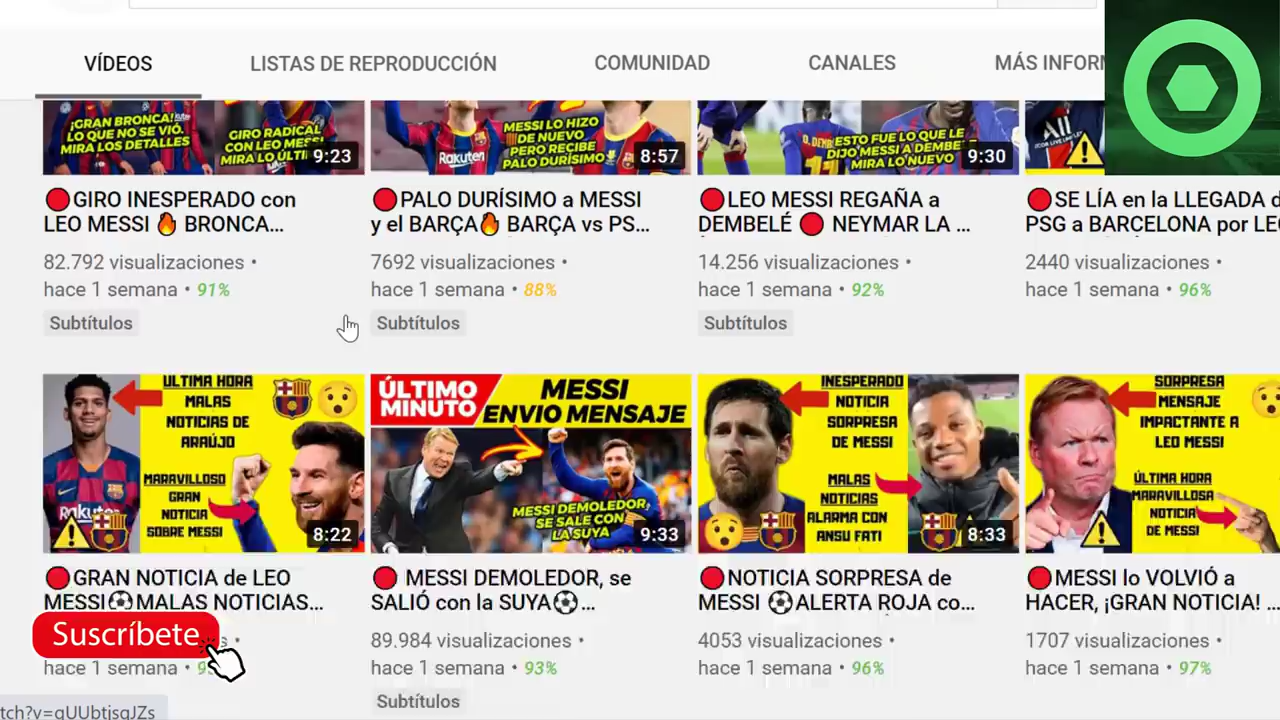 VÍDEOS
LISTAS DE REPRODUCCIÓN
COMUNIDAD
CANALES
MÁS INFORM
¡GRAN BRONCA!
LO QUE NO SE VIÓ.
MIRA LOS DETALLES
GIRO RADICAL
CON LEO MESSI
MIRA LO ÚLTI
9:23
Rakuten
MESSI LO HIZO
DE NUEVO
PERO RECIBE
PALO DURÍSIMO
8:57
O. DEMB
11
ESTO FUE LO QUE LE
DIJO MESSI A DEMBELÉ
MIRA LO NUEVO
9:30
ALL
🔴GIRO INESPERADO con
LEO MESSI 🔥 BRONCA...
82.792 visualizaciones •
hace 1 semana • 91%
Subtítulos
🔴PALO DURÍSIMO a MESSI
y el BARÇA🔥 BARÇA vs PS...
7692 visualizaciones •
hace 1 semana • 88%
Subtítulos
🔴LEO MESSI REGAÑA a
DEMBELÉ 🔴 NEYMAR LA ...
14.256 visualizaciones •
hace 1 semana • 92%
Subtítulos
🔴SE LÍA en la LLEGADA d
PSG a BARCELONA por LEO
2440 visualizaciones •
hace 1 semana • 96%
ULTIMA HORA
MALAS
NOTICIAS DE
ARAÚJO
MARAVILLOSO
GRAN
NOTICIA
SOBRE MESSI
8:22
ÚLTIMO
MINUTO
MESSI
ENVIO MENSAJE
MESSI DEMOLEDOR,
SE SALE CON
LA SUYA
9:33
INESPERADO
NOTICIA
SORPRESA
DE MESSI
MALAS
NOTICIAS
ALARMA CON
ANSU FATI
8:33
SORPRESA
MENSAJE
IMPACTANTE A
LEO MESSI
ÚLTIMA HORA
MARAVILLOSA
NOTICIA
DE MESSI
🔴GRAN NOTICIA de LEO
MESSI⚽MALAS NOTICIAS...
Suscríbete
hace 1 semana • 9
🔴 MESSI DEMOLEDOR, se
SALIÓ con la SUYA⚽...
89.984 visualizaciones •
hace 1 semana • 93%
Subtítulos
🔴NOTICIA SORPRESA de
MESSI ⚽ALERTA ROJA co...
4053 visualizaciones •
hace 1 semana • 96%
🔴MESSI lo VOLVIÓ a
HACER, ¡GRAN NOTICIA! ...
1707 visualizaciones •
hace 1 semana • 97%